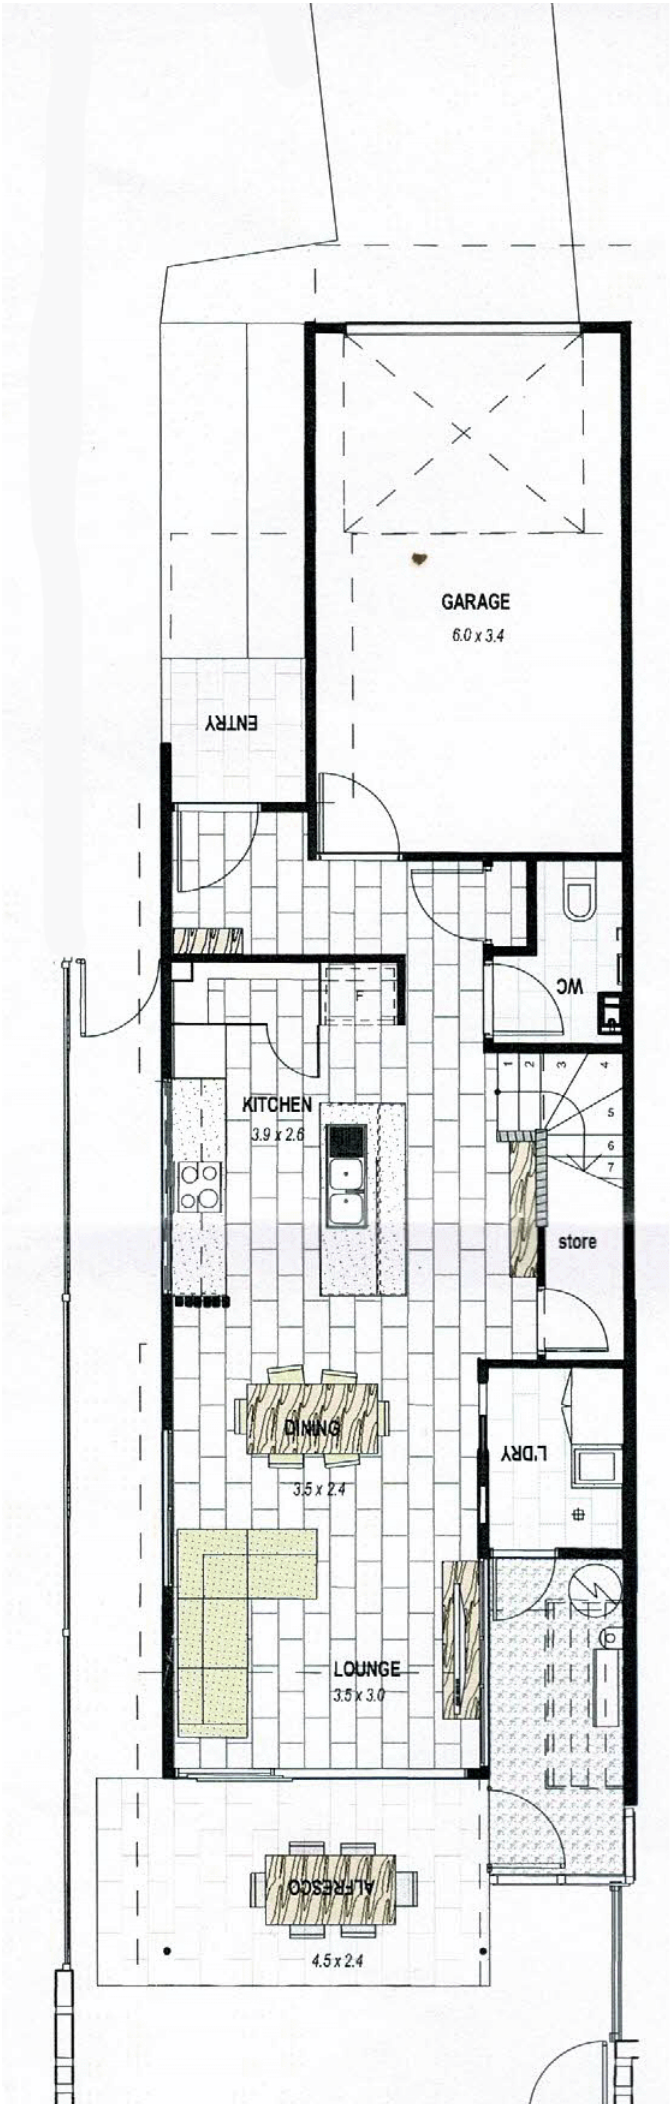 GARAGE
6.0 x 3.4
ENTRY
WC
F
1 2 3 4
5
6
7
KITCHEN
3.9 x 2.6
store
DINING
3.5 x 2.4
L'DRY
LOUNGE
3.5 x 3.0
ALFRESCO
4.5 x 2.4